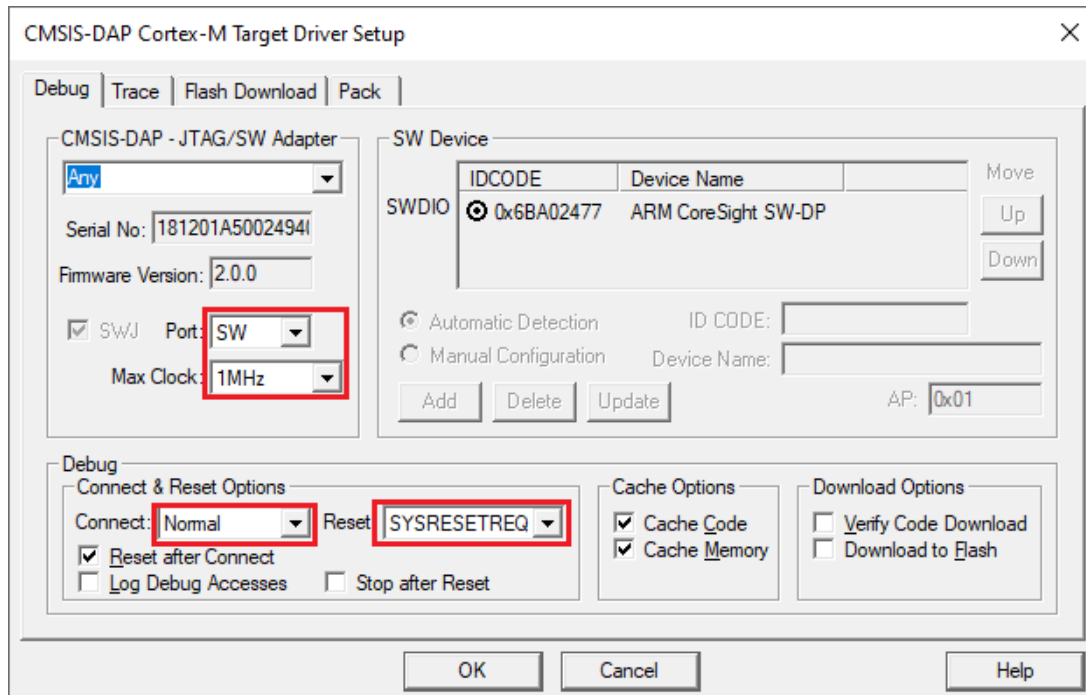 CMSIS-DAP Cortex-M Target Driver Setup
Debug Trace Flash Download Pack
CMSIS-DAP - JTAG/SW Adapter
Any
Serial No: 181201A50024940
Firmware Version: 2.0.0
SWJ Port: SW
Max Clock: 1MHz
SW Device
IDCODE Device Name
SWDIO 0x6BA02477 ARM CoreSight SW-DP
Move
Up
Down
Automatic Detection ID CODE:
Manual Configuration Device Name:
Add Delete Update AP: 0x01
Debug
Connect & Reset Options
Connect: Normal Reset SYSRESETREQ
Reset after Connect
Log Debug Accesses Stop after Reset
Cache Options
Cache Code
Cache Memory
Download Options
Verify Code Download
Download to Flash
OK Cancel Help